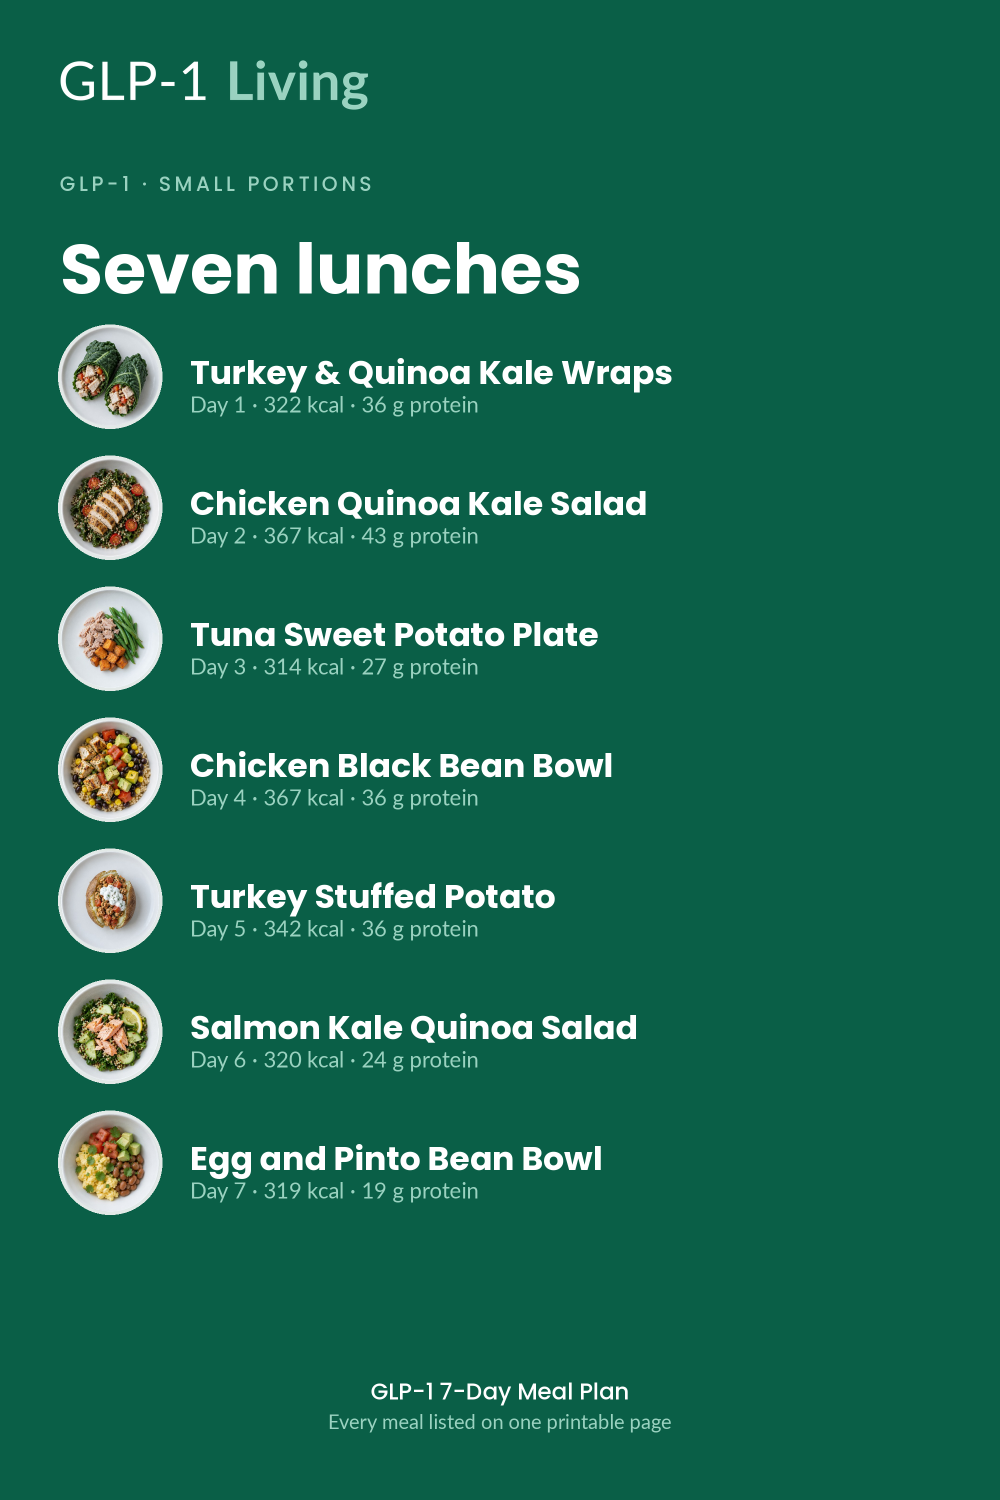 GLP-1 Living
GLP-1 · SMALL PORTIONS
Seven lunches
Turkey & Quinoa Kale Wraps
Day 1 · 322 kcal · 36 g protein
Chicken Quinoa Kale Salad
Day 2 · 367 kcal · 43 g protein
Tuna Sweet Potato Plate
Day 3 · 314 kcal · 27 g protein
Chicken Black Bean Bowl
Day 4 · 367 kcal · 36 g protein
Turkey Stuffed Potato
Day 5 · 342 kcal · 36 g protein
Salmon Kale Quinoa Salad
Day 6 · 320 kcal · 24 g protein
Egg and Pinto Bean Bowl
Day 7 · 319 kcal · 19 g protein
GLP-1 7-Day Meal Plan
Every meal listed on one printable page